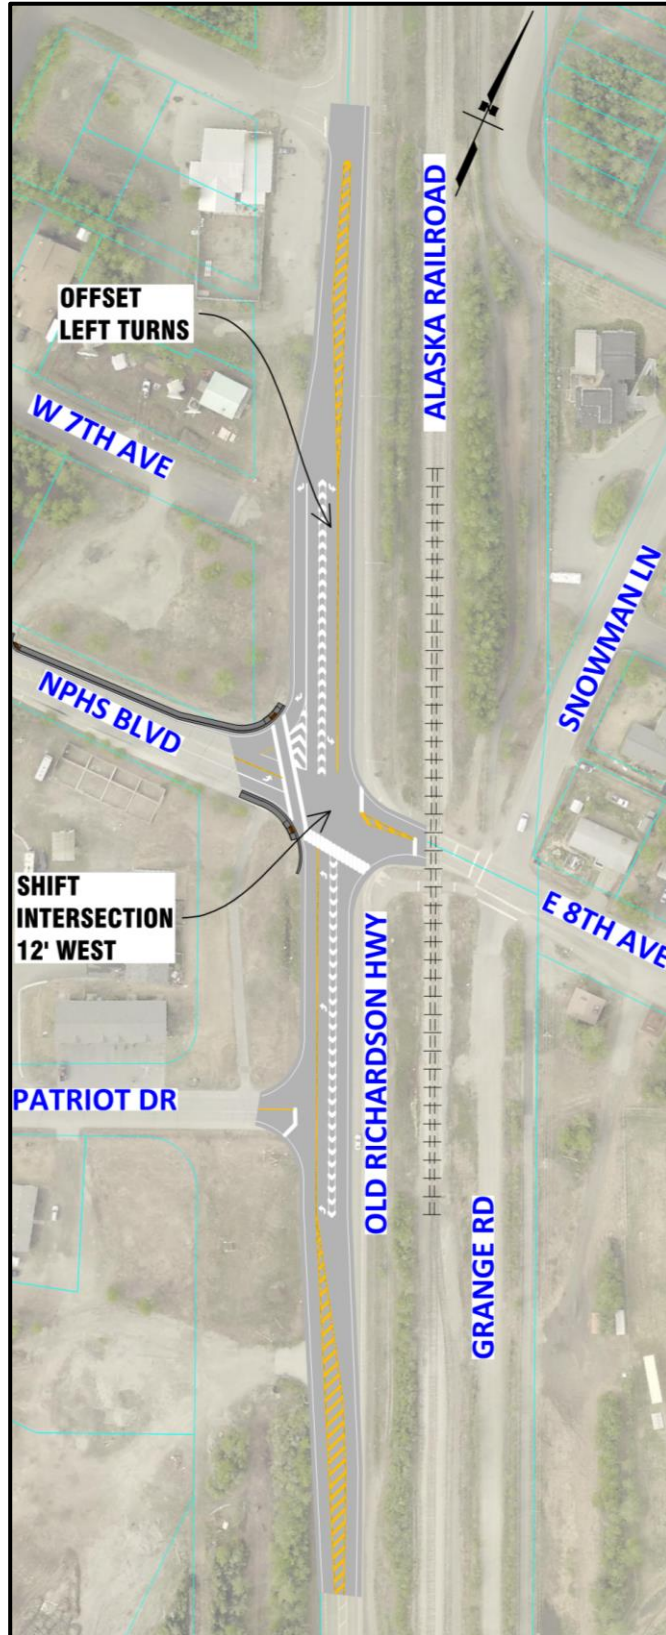 ALASKA RAILROAD
OFFSET
LEFT TURNS
W 7TH AVE
SNOWMAN LN
NPHS BLVD
SHIFT
INTERSECTION
12' WEST
E 8TH AVE
OLD RICHARDSON HWY
PATRIOT DR
GRANGE RD